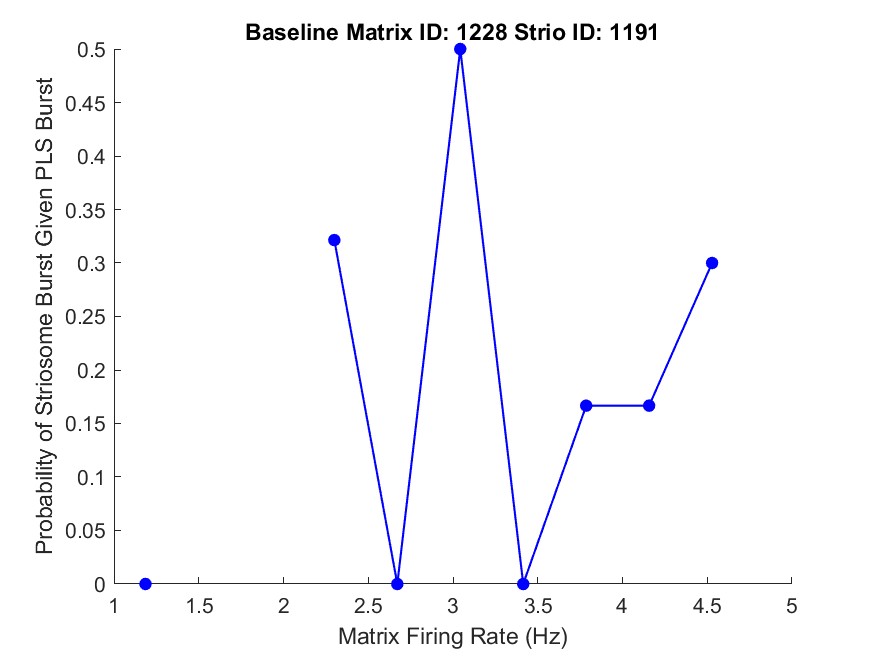 Baseline Matrix ID: 1228 Strio ID: 1191
Probability of Striosome Burst Given PLS Burst
0.5
0.45
0.4
0.35
0.3
0.25
0.2
0.15
0.1
0.05
0
1 1.5 2 2.5 3 3.5 4 4.5 5
Matrix Firing Rate (Hz)